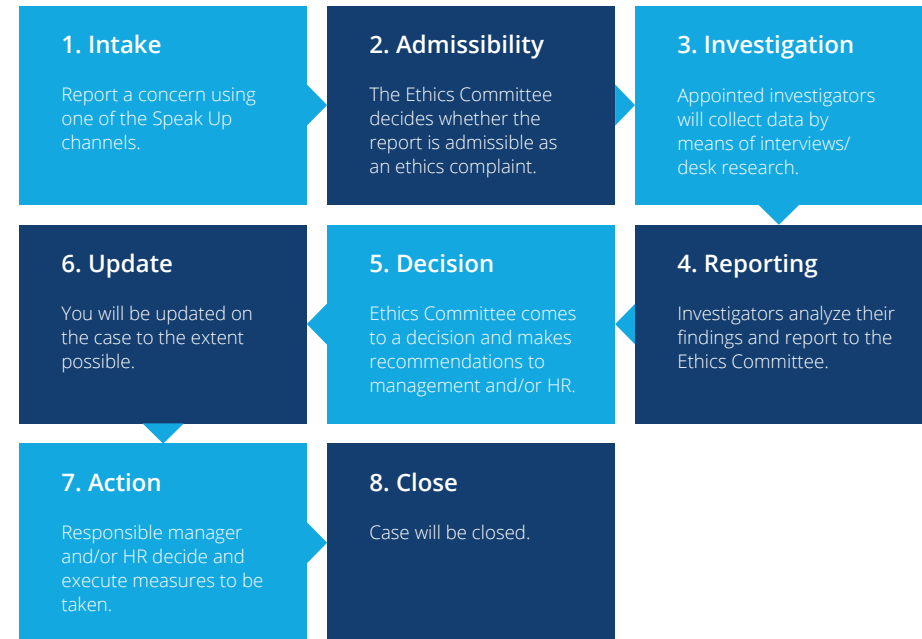 1. Intake
Report a concern using
one of the Speak Up
channels.
2. Admissibility
The Ethics Committee
decides whether the
report is admissible as
an ethics complaint.
3. Investigation
Appointed investigators
will collect data by
means of interviews/
desk research.
4. Reporting
Investigators analyze their
findings and report to the
Ethics Committee.
5. Decision
Ethics Committee comes
to a decision and makes
recommendations to
management and/or HR.
6. Update
You will be updated on
the case to the extent
possible.
7. Action
Responsible manager
and/or HR decide and
execute measures to be
taken.
8. Close
Case will be closed.